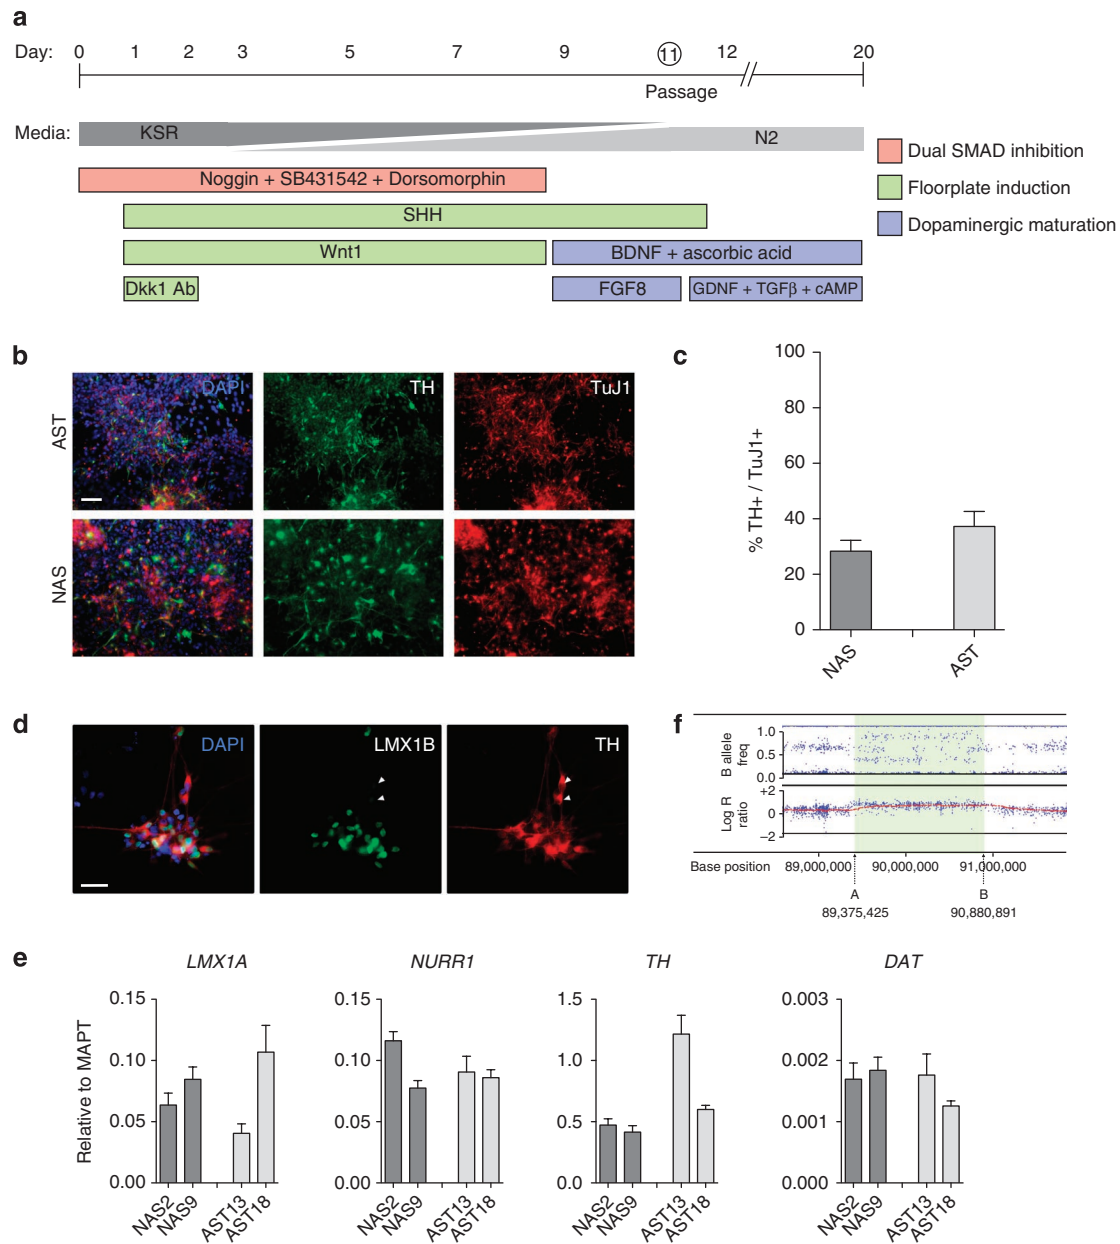 a
Day: 0 1 2 3 5 7 9 11 12 20
Passage
Media: KSR N2
Noggin + SB431542 + Dorsomorphin
SHH
Wnt1 BDNF + ascorbic acid
Dkk1 Ab FGF8 GDNF + TGFβ + cAMP
Dual SMAD inhibition
Floorplate induction
Dopaminergic maturation
b
DAPI TH TuJ1
AST
NAS
c
100
80
60
40
20
0
% TH+ / TuJ1+
NAS AST
d
DAPI LMX1B TH
f
B allele freq
1.0
0.5
0.0
Log R ratio
+2
0
−2
Base position 89,000,000 90,000,000 91,000,000
A B
89,375,425 90,880,891
e
LMX1A
Relative to MAPT
0.15
0.10
0.05
0.00
NAS2 NAS9 AST13 AST18
NURR1
0.15
0.10
0.05
0.00
NAS2 NAS9 AST13 AST18
TH
1.5
1.0
0.5
0.0
NAS2 NAS9 AST13 AST18
DAT
0.003
0.002
0.001
0.000
NAS2 NAS9 AST13 AST18